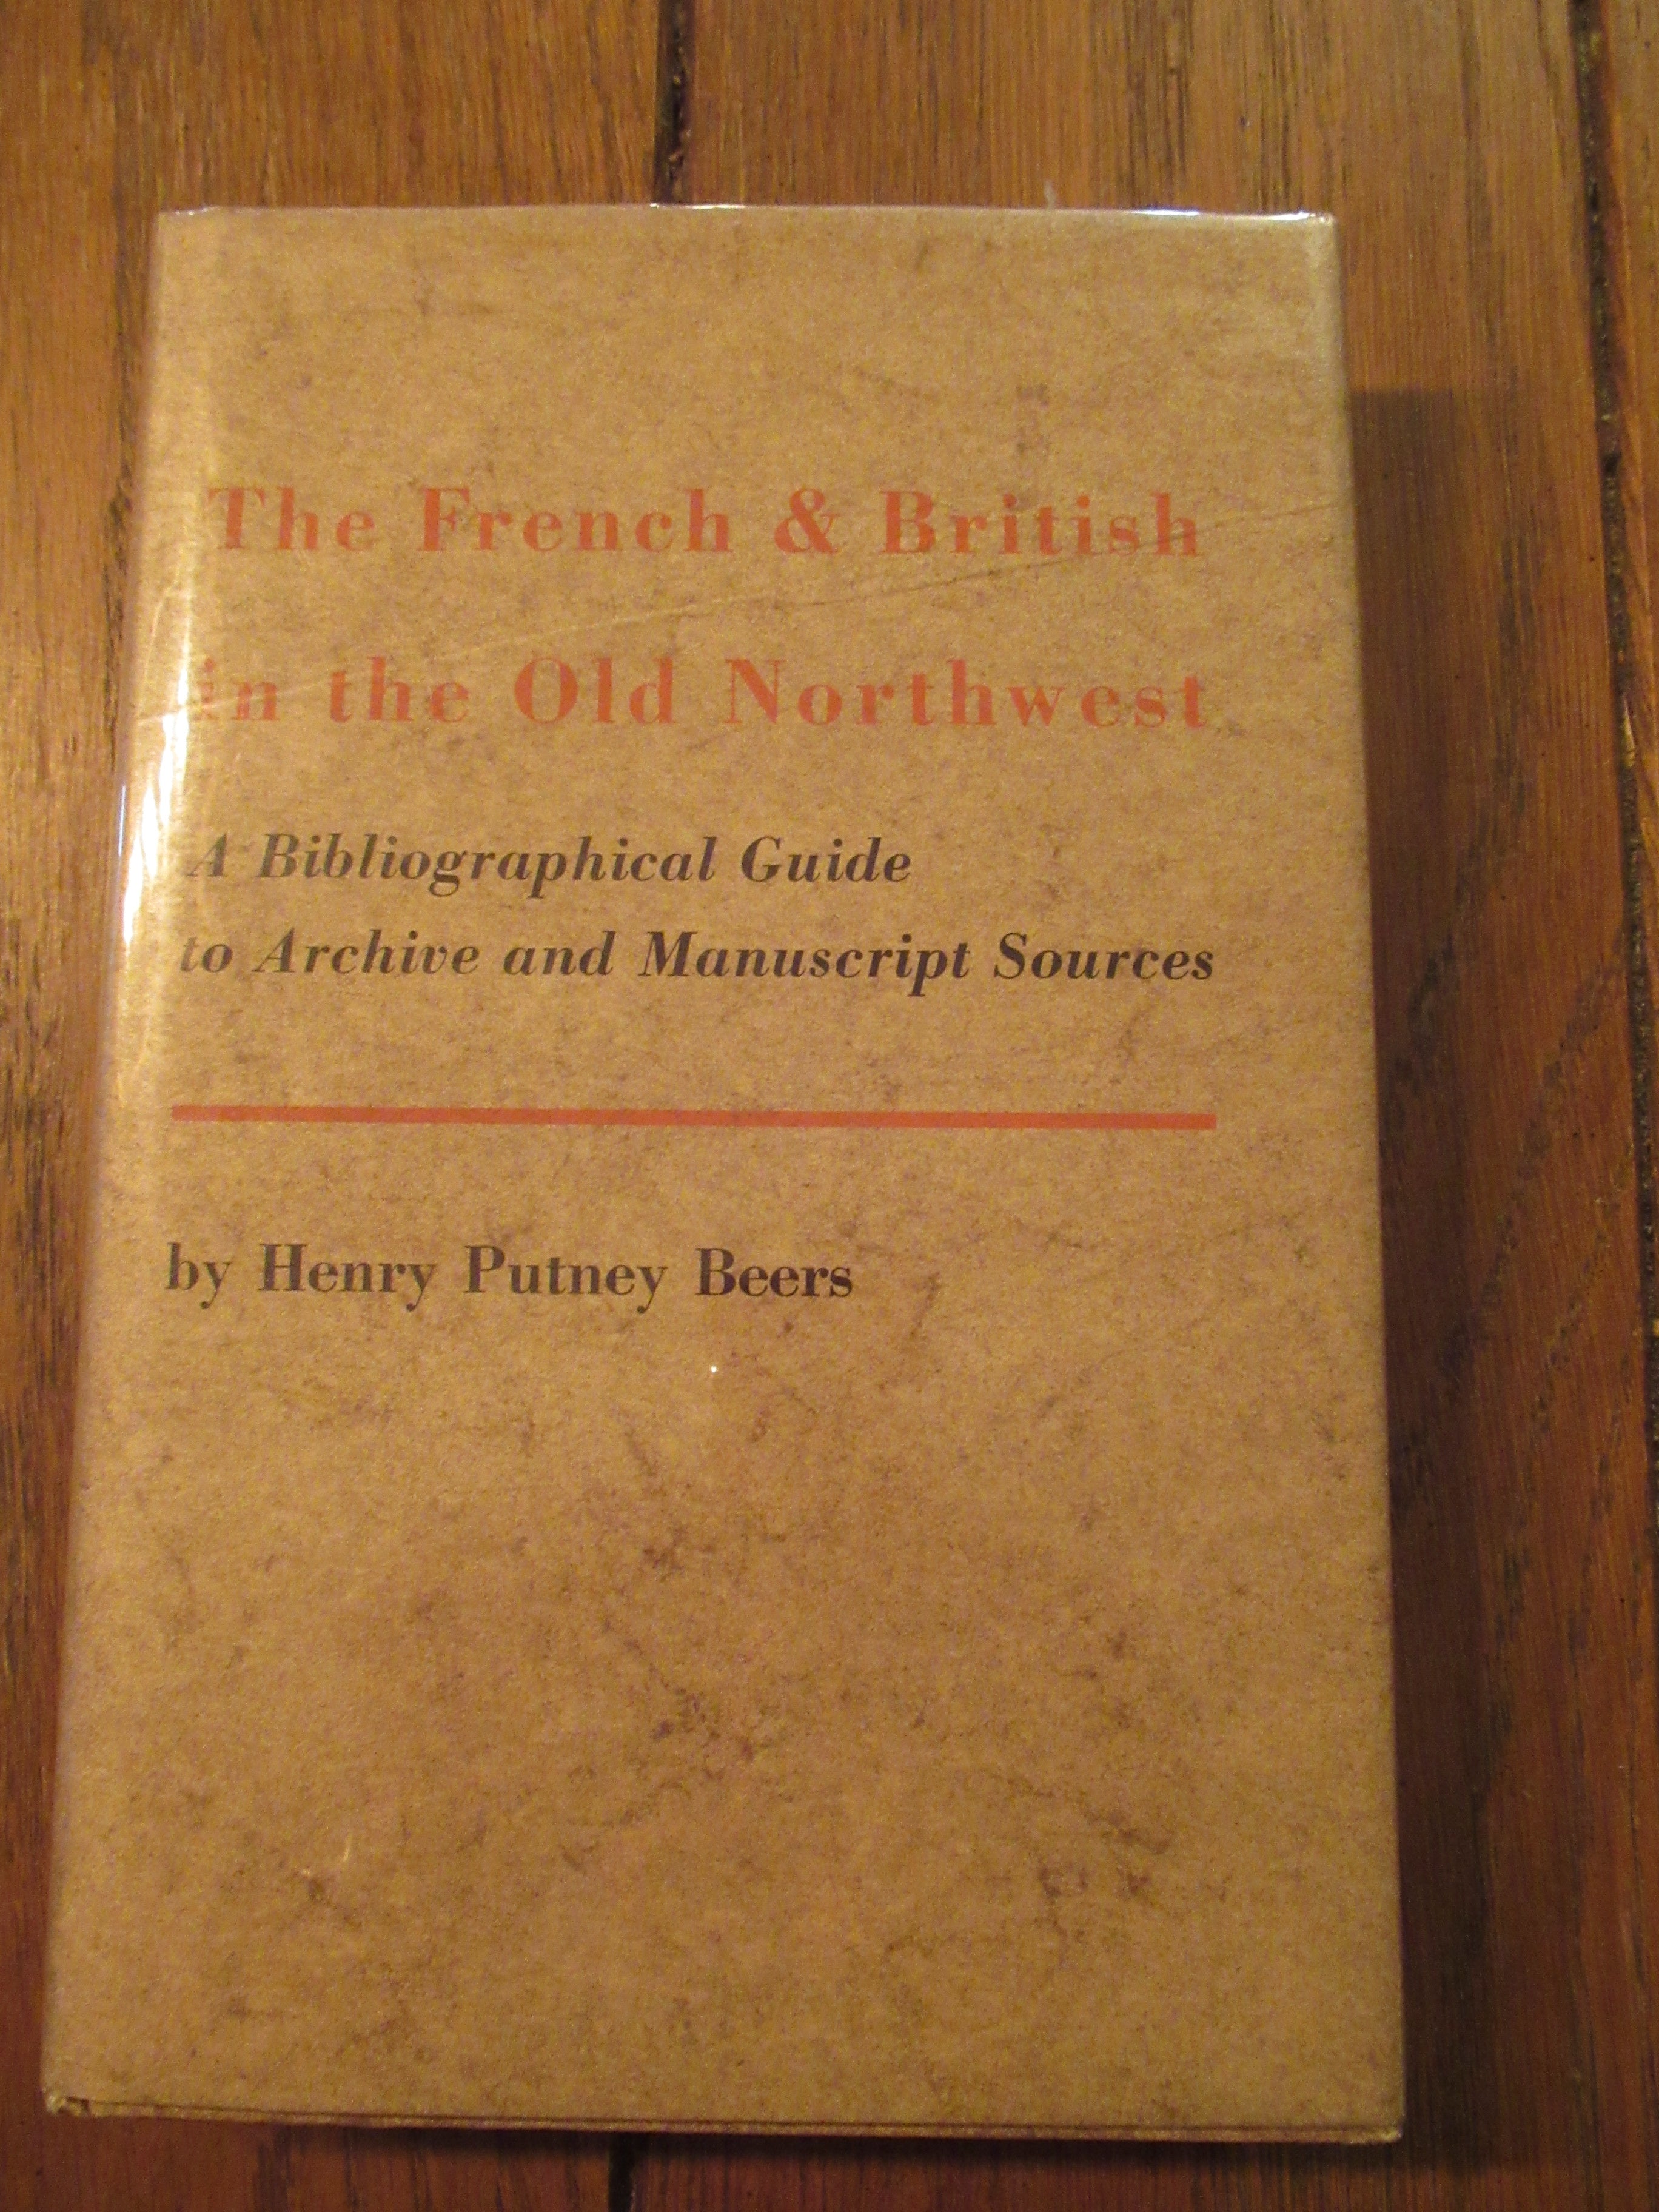 The French & British
in the Old Northwest
A Bibliographical Guide
to Archive and Manuscript Sources
by Henry Putney Beers